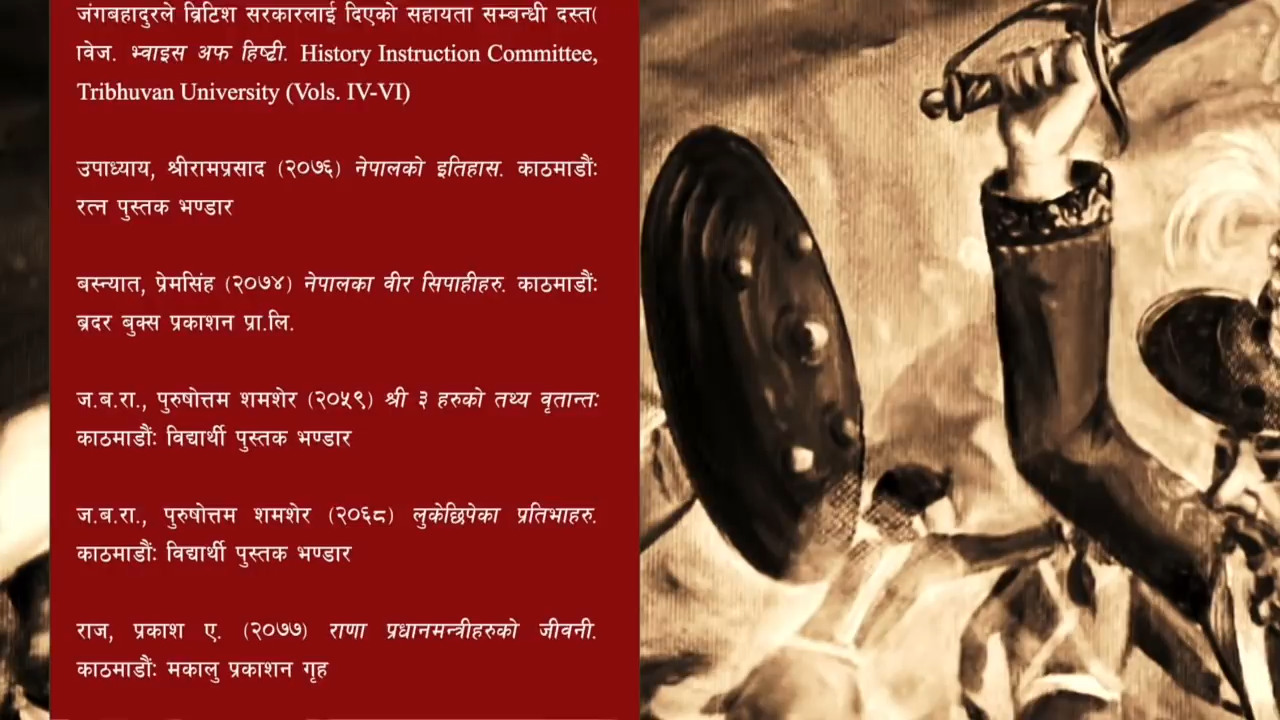 जंगबहादुरले ब्रिटिश सरकारलाई दिएको सहायता सम्बन्धी दस्त(
ावेज. भ्वाइस अफ हिष्ट्री. History Instruction Committee,
Tribhuvan University (Vols. IV-VI)
उपाध्याय, श्रीरामप्रसाद (२०७६) नेपालको इतिहास. काठमाडौंः
रत्न पुस्तक भण्डार
बस्न्यात, प्रेमसिंह (२०७४) नेपालका वीर सिपाहीहरु. काठमाडौंः
ब्रदर बुक्स प्रकाशन प्रा.लि.
ज.ब.रा., पुरुषोत्तम शमशेर (२०५९) श्री ३ हरुको तथ्य वृतान्तः
काठमाडौंः विद्यार्थी पुस्तक भण्डार
ज.ब.रा., पुरुषोत्तम शमशेर (२०६८) लुकेछिपेका प्रतिभाहरु.
काठमाडौंः विद्यार्थी पुस्तक भण्डार
राज, प्रकाश ए. (२०७७) राणा प्रधानमन्त्रीहरुको जीवनी.
काठमाडौंः मकालु प्रकाशन गृह